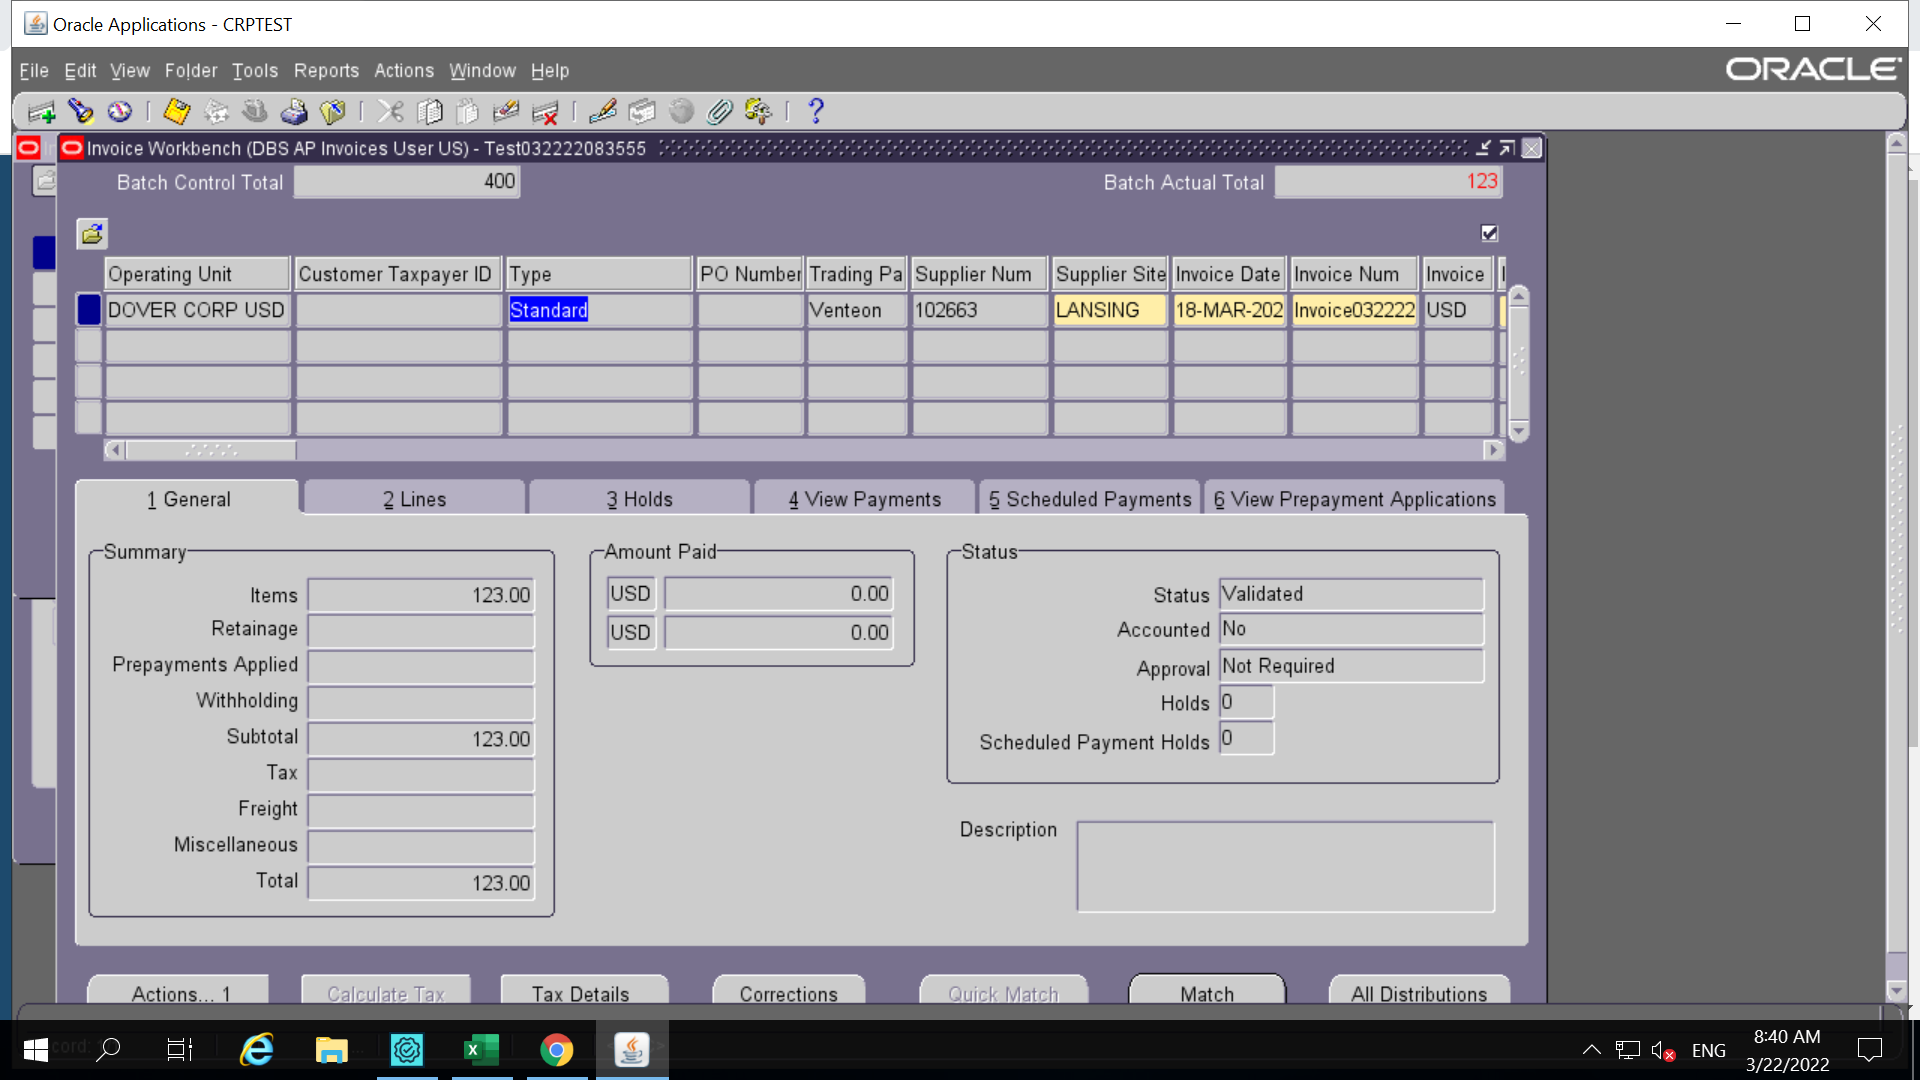 Oracle Applications - CRPTEST
File Edit View Folder Tools Reports Actions Window Help
ORACLE
Invoice Workbench (DBS AP Invoices User US) - Test032222083555
Batch Control Total 400 Batch Actual Total 123
Operating Unit Customer Taxpayer ID Type PO Number Trading Pa Supplier Num Supplier Site Invoice Date Invoice Num Invoice
DOVER CORP USD Standard Venteon 102663 LANSING 18-MAR-202 Invoice032222 USD
1 General 2 Lines 3 Holds 4 View Payments 5 Scheduled Payments 6 View Prepayment Applications
Summary Amount Paid Status
Items 123.00 USD 0.00 Status Validated
Retainage USD 0.00 Accounted No
Prepayments Applied Approval Not Required
Withholding Holds 0
Subtotal 123.00 Scheduled Payment Holds 0
Tax
Freight
Miscellaneous Description
Total 123.00
Actions... 1 Calculate Tax Tax Details Corrections Quick Match Match All Distributions
ENG
8:40 AM
3/22/2022